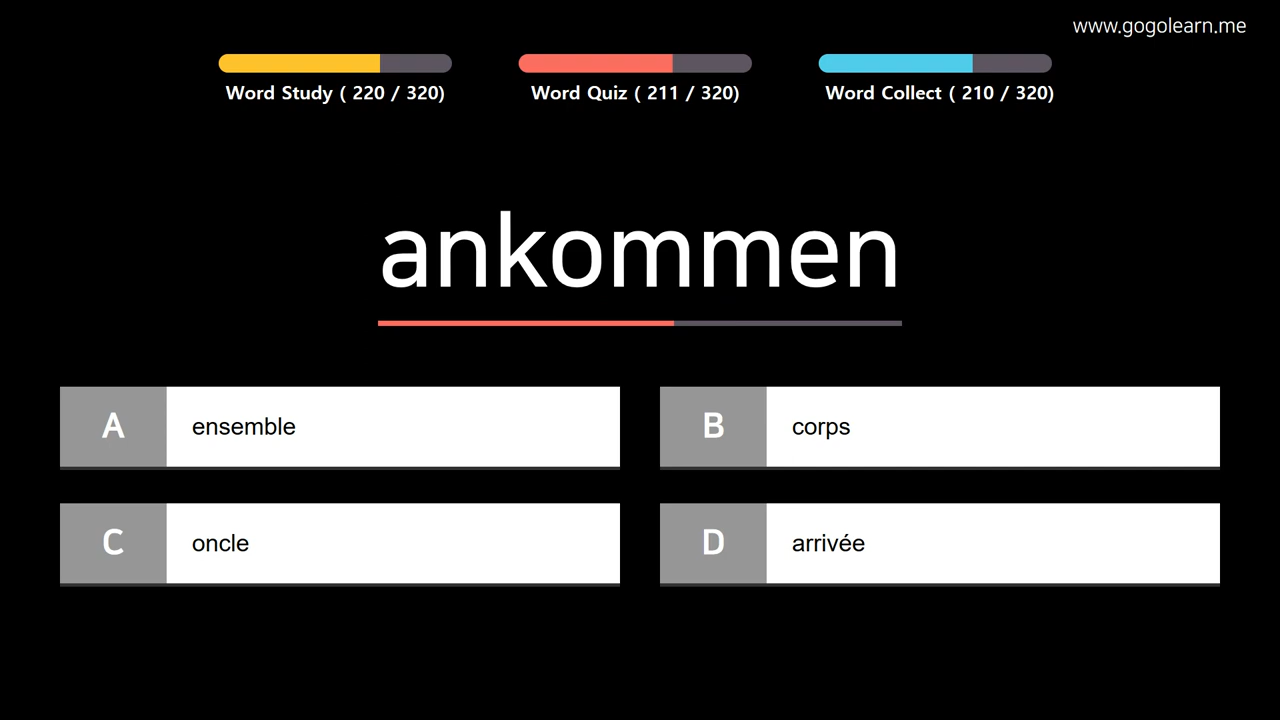 www.gogolearn.me
Word Study ( 220 / 320)
Word Quiz ( 211 / 320)
Word Collect ( 210 / 320)
ankommen
A ensemble
B corps
C oncle
D arrivée